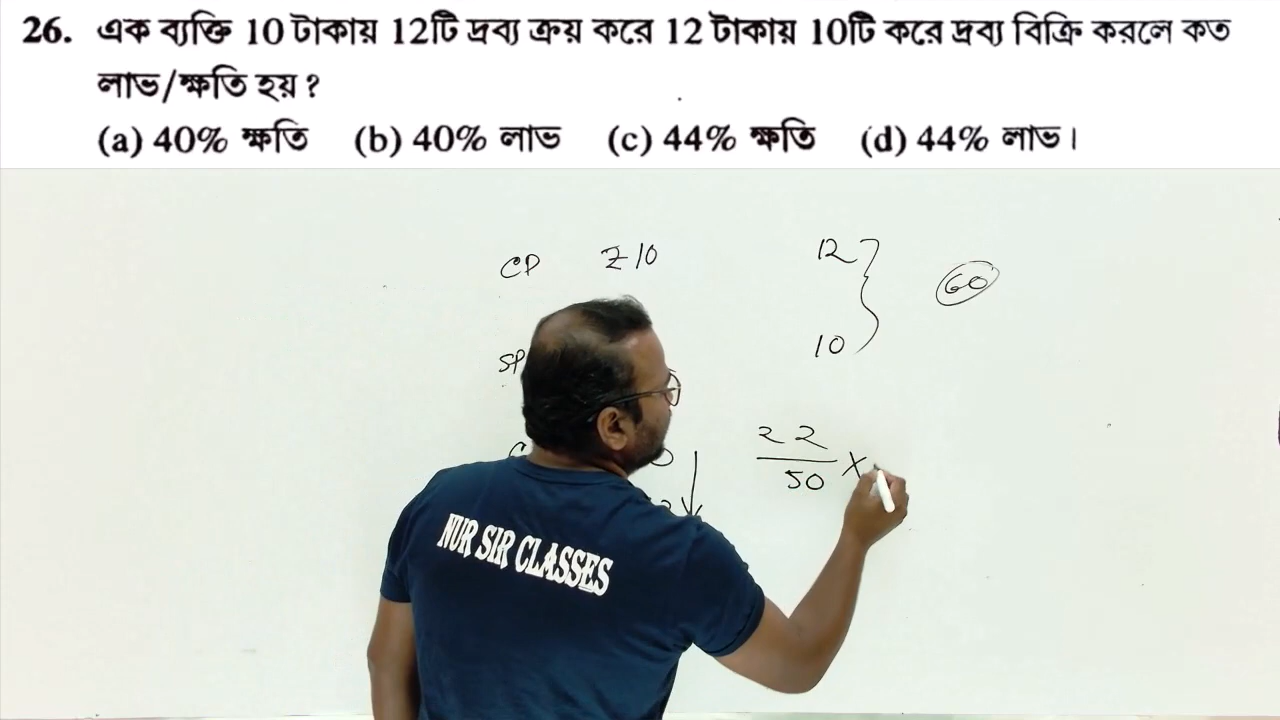 26. এক ব্যক্তি 10 টাকায় 12টি দ্রব্য ক্রয় করে 12 টাকায় 10টি করে দ্রব্য বিক্রি করলে কত
লাভ/ক্ষতি হয় ?
(a) 40% ক্ষতি (b) 40% লাভ (c) 44% ক্ষতি (d) 44% লাভ।
CP ₹10 12
60
SP 10
22
50 ×
NUR SIR CLASSES